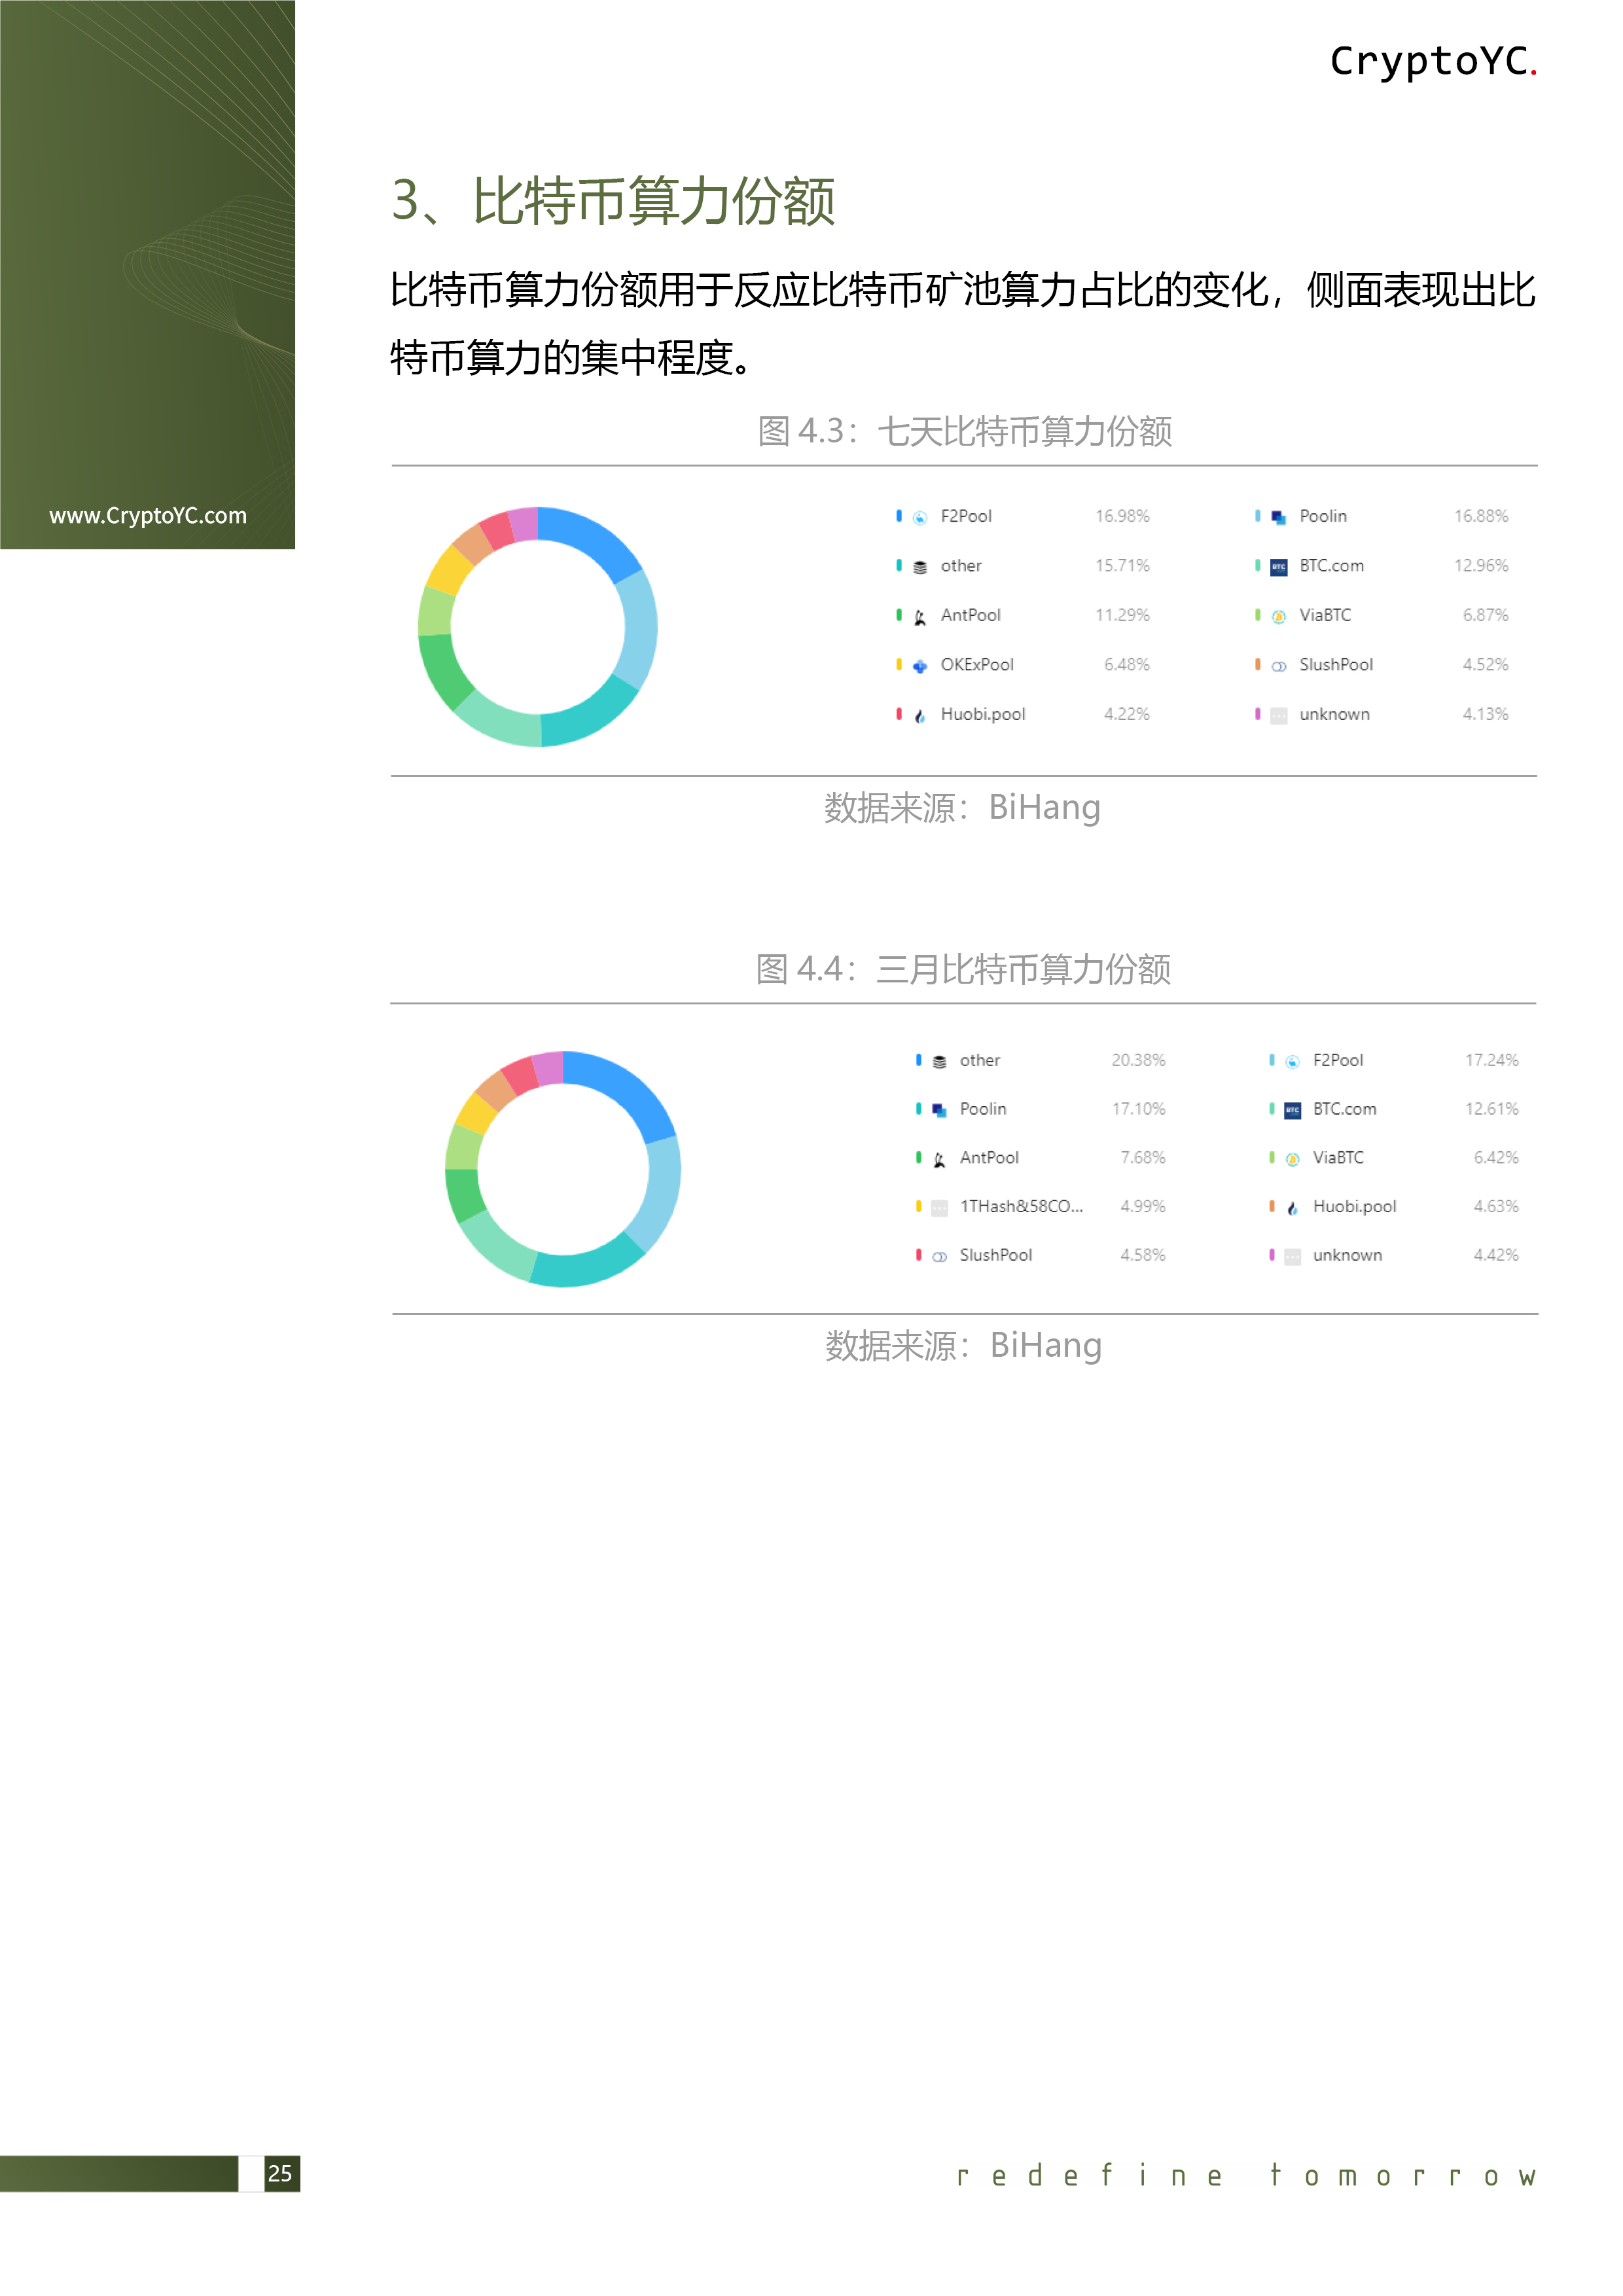 CryptoYC.
www.CryptoYC.com
3、比特币算力份额
比特币算力份额用于反应比特币矿池算力占比的变化，侧面表现出比
特币算力的集中程度。
图 4.3：七天比特币算力份额
F2Pool 16.98% Poolin 16.88%
other 15.71% BTC.com 12.96%
AntPool 11.29% ViaBTC 6.87%
OKExPool 6.48% SlushPool 4.52%
Huobi.pool 4.22% unknown 4.13%
数据来源：BiHang
图 4.4：三月比特币算力份额
other 20.38% F2Pool 17.24%
Poolin 17.10% BTC.com 12.61%
AntPool 7.68% ViaBTC 6.42%
1THash&58CO... 4.99% Huobi.pool 4.63%
SlushPool 4.58% unknown 4.42%
数据来源：BiHang
25
redefine tomorrow